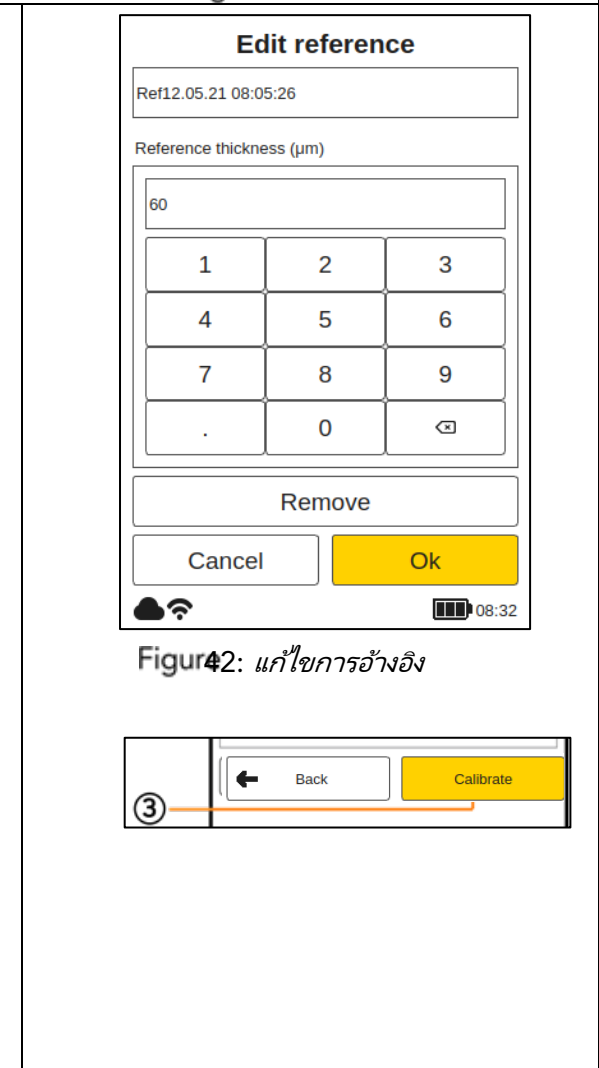 Edit reference
Ref12.05.21 08:05:26
Reference thickness (μm)
60
1 2 3
4 5 6
7 8 9
. 0
Remove
Cancel Ok
08:32
Figure 42: แก้ไขการอ้างอิง
Back Calibrate
③